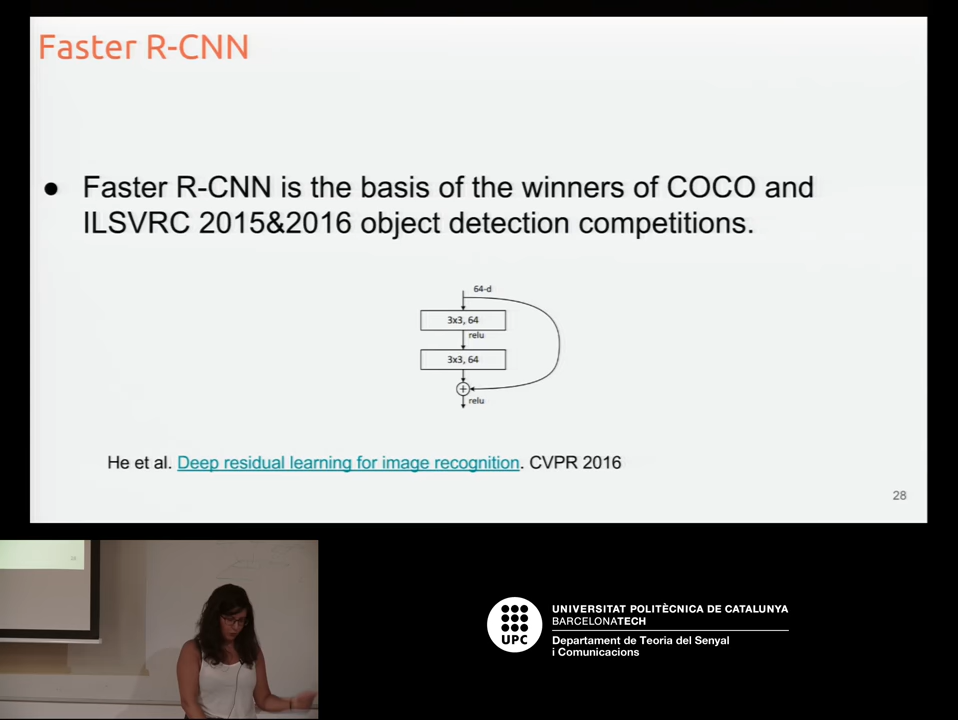 Faster R-CNN
● Faster R-CNN is the basis of the winners of COCO and
ILSVRC 2015&2016 object detection competitions.
64-d
3x3, 64
relu
3x3, 64
+
relu
He et al. Deep residual learning for image recognition. CVPR 2016
28
UPC
UNIVERSITAT POLITÈCNICA DE CATALUNYA
BARCELONATECH
Departament de Teoria del Senyal
i Comunicacions